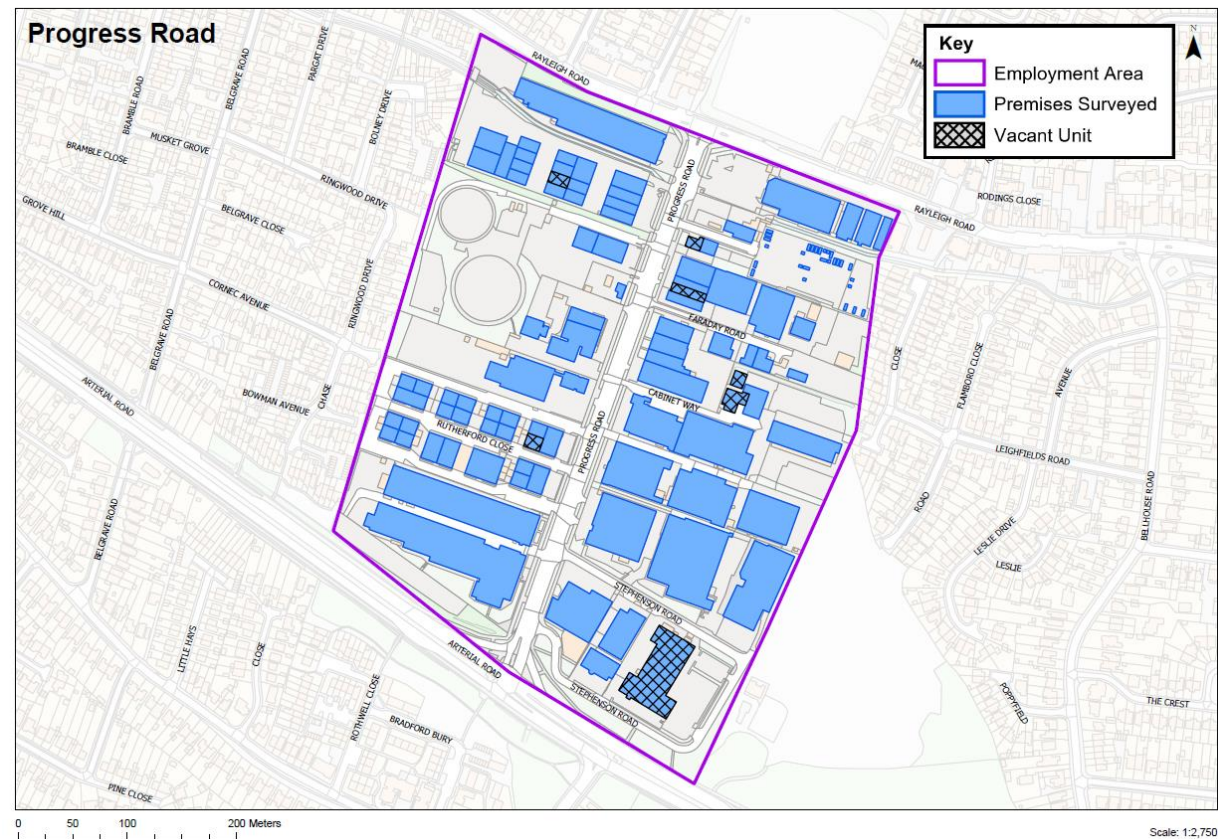 Progress Road
Key
Employment Area
Premises Surveyed
Vacant Unit
N
RAYLEIGH ROAD
PARGAT DRIVE
BELGRAVE ROAD
BRAMBLE ROAD
BOLNEY DRIVE
MUSKET GROVE
BRAMBLE CLOSE
RINGWOOD DRIVE
PROGRESS ROAD
RODINGS CLOSE
RAYLEIGH ROAD
GROVE HILL
BELGRAVE CLOSE
CORNEC AVENUE
RINGWOOD DRIVE
FARADAY ROAD
BELGRAVE ROAD
CLOSE
FLAMBORO CLOSE
AVENUE
ARTERIAL ROAD
BOWMAN AVENUE
CHASE
CABINET WAY
RUTHERFORD CLOSE
PROGRESS ROAD
LEIGHFIELDS ROAD
ROAD
BELLHOUSE ROAD
BELGRAVE ROAD
LESLIE DRIVE
LESLIE
STEPHENSON ROAD
LITTLE HAYS
CLOSE
ARTERIAL ROAD
STEPHENSON ROAD
ROTHWELL CLOSE
BRADFORD BURY
POPPYFIELD
THE CREST
PINE CLOSE
0 50 100 200 Meters
Scale: 1:2,750